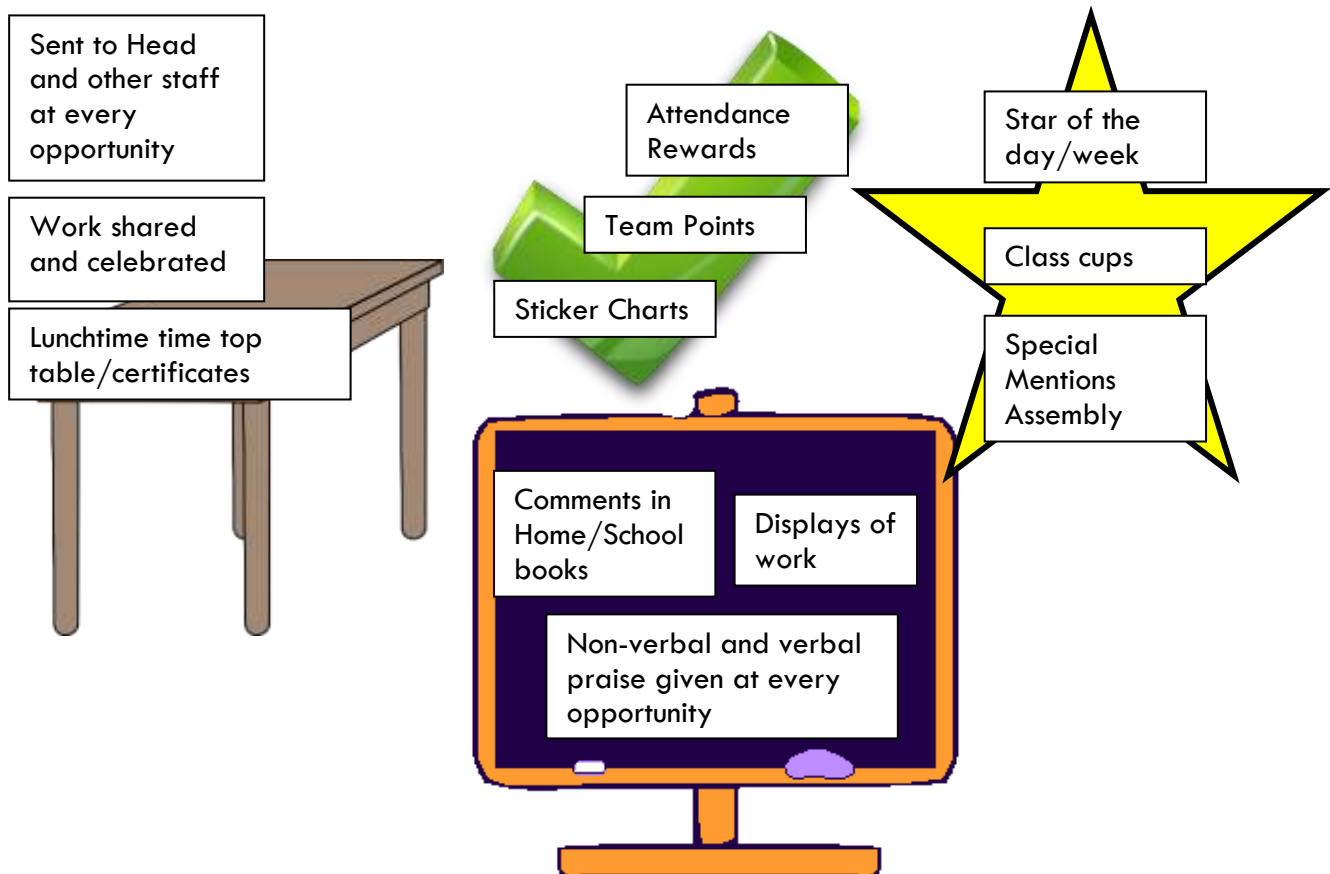 Sent to Head
and other staff
at every
opportunity
Work shared
and celebrated
Lunchtime time top
table/certificates
Attendance
Rewards
Team Points
Sticker Charts
Star of the
day/week
Class cups
Special
Mentions
Assembly
Comments in
Home/School
books
Displays of
work
Non-verbal and verbal
praise given at every
opportunity